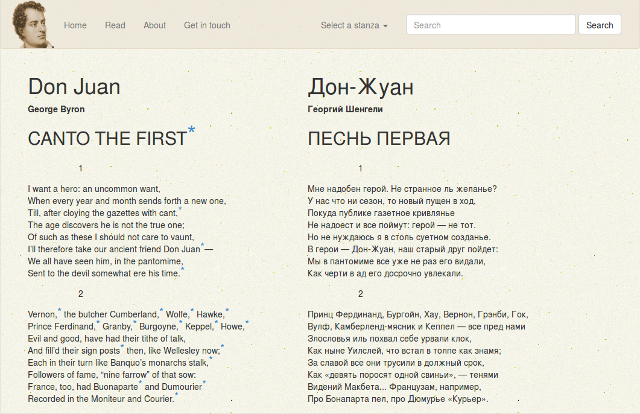 Home Read About Get in touch Select a stanza Search Search
Don Juan
George Byron
CANTO THE FIRST*
1
I want a hero: an uncommon want,
When every year and month sends forth a new one,
Till, after cloying the gazettes with cant,*
The age discovers he is not the true one;
Of such as these I should not care to vaunt,
I'll therefore take our ancient friend Don Juan*—
We all have seen him, in the pantomime,
Sent to the devil somewhat ere his time.*
2
Vernon,* the butcher Cumberland,* Wolfe,* Hawke,*
Prince Ferdinand,* Granby,* Burgoyne,* Keppel,* Howe,*
Evil and good, have had their tithe of talk,
And fill'd their sign posts* then, like Wellesley now;*
Each in their turn like Banquo's monarchs stalk,*
Followers of fame, “nine farrow” of that sow:
France, too, had Buonaparte* and Dumourier*
Recorded in the Moniteur and Courier.*
Дон-Жуан
Георгий Шенгели
ПЕСНЬ ПЕРВАЯ
1
Мне надобен герой. Не странное ль желанье?
У нас что ни сезон, то новый пущен в ход,
Покуда публике газетное кривлянье
Не надоест и все поймут: герой — не тот.
Но не нуждаюсь я в столь суетном созданье.
В герои — Дон-Жуан, наш старый друг пойдет:
Мы в пантомиме все уже не раз его видали,
Как черти в ад его досрочно увлекали.
2
Принц Фердинанд, Бургойн, Хау, Вернон, Грэнби, Гок,
Вулф, Камберленд-мясник и Кеппел — все пред нами
Злословья иль похвал себе урвали клок,
Как ныне Уилслей, что встал в толпе как знамя;
За славой все они трусили в должный срок,
Как «девять поросят одной свиньи», — тенями
Видений Макбета... Французам, например,
Про Бонапарта пел, про Дюмурье «Курьер».